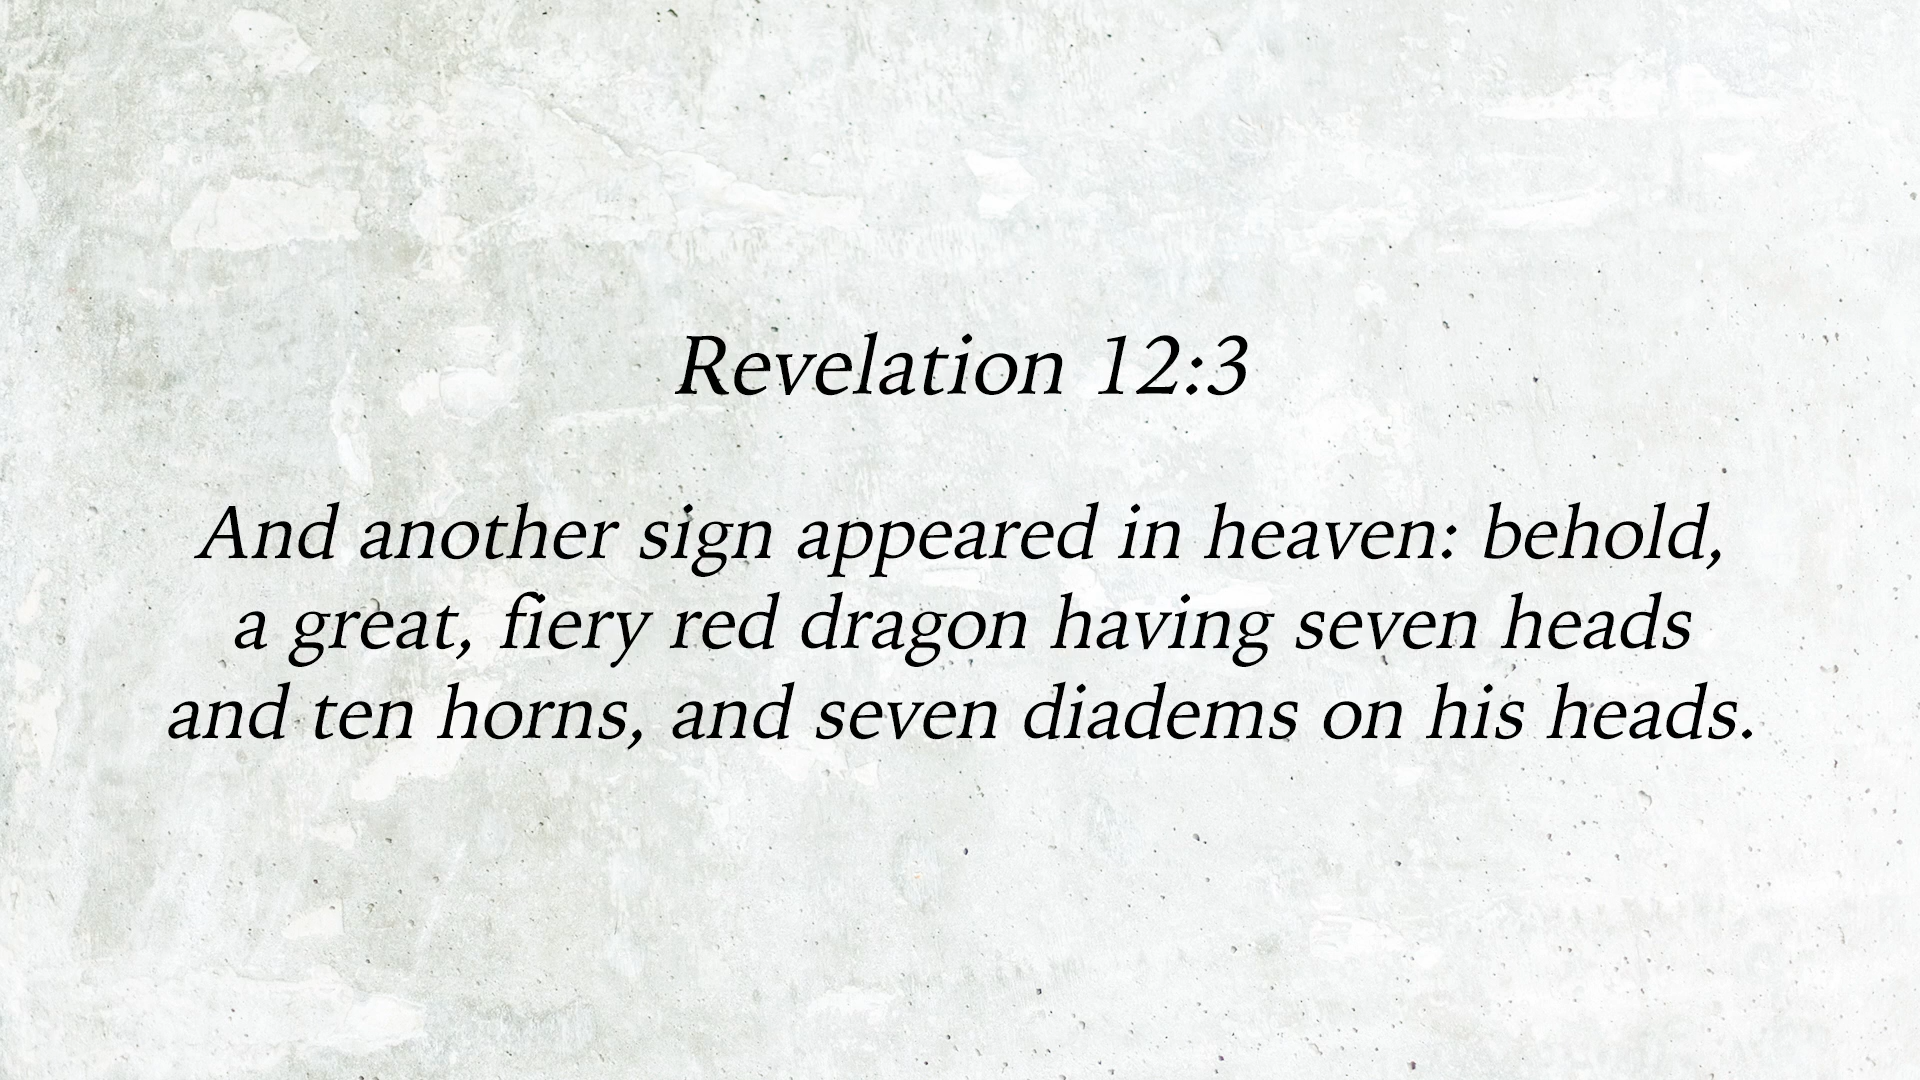 Revelation 12:3
And another sign appeared in heaven: behold,
a great, fiery red dragon having seven heads
and ten horns, and seven diadems on his heads.